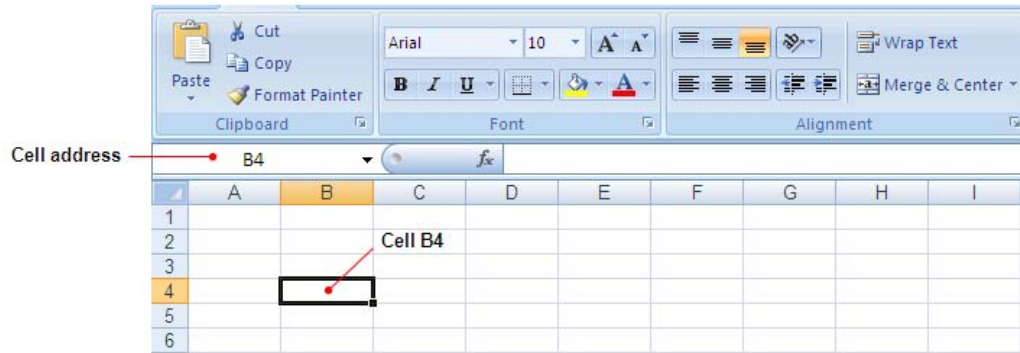 Cut
Arial 10 A A Wrap Text
Copy
Paste
Format Painter B I U A Merge & Center
Clipboard Font Alignment
Cell address B4 fx
A B C D E F G H I
1
2 Cell B4
3
4
5
6